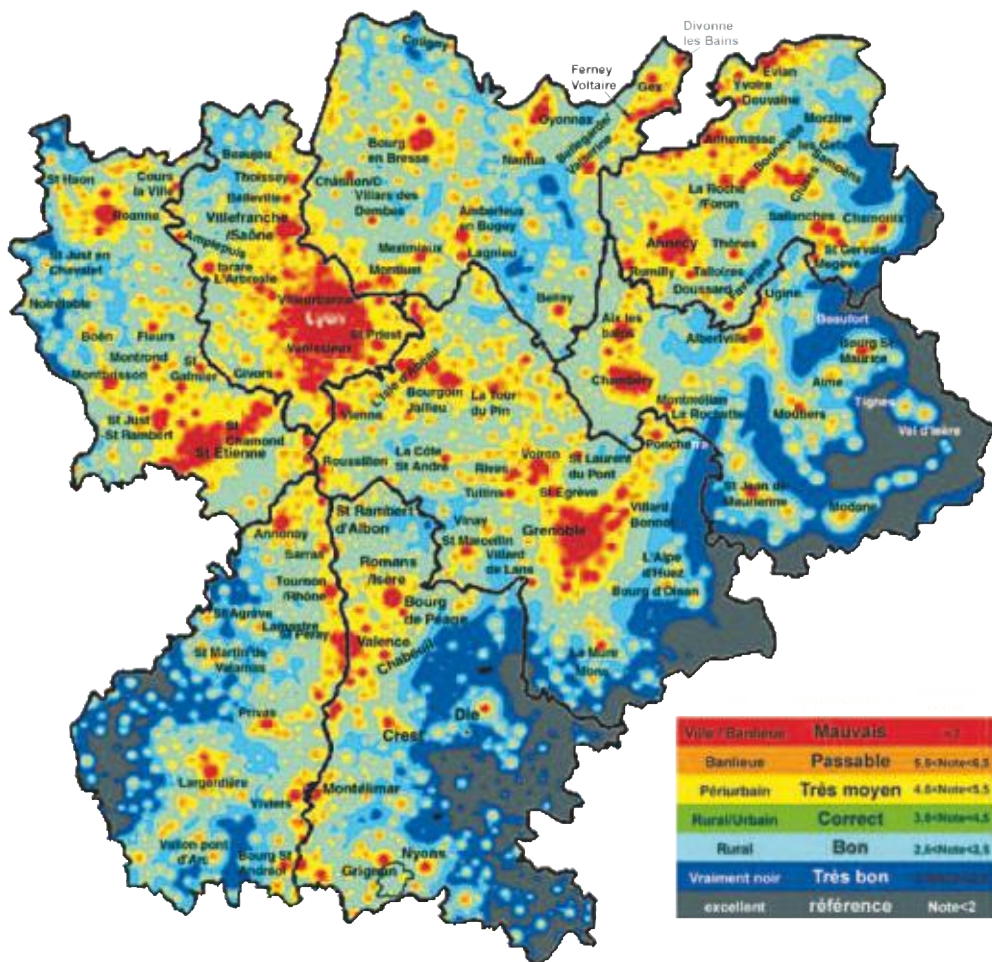 Divonne
les Bains
Coligny
Ferney
Voltaire
Gex
Evian
Yvoire
Douvaine
Oyonnax
Bellegarde/
Valserine
Annemasse
Bonneville
Morzine
les Gets
Samoëns
Cluses
Bourg
en Bresse
Nantua
Beaujeu
Thoissey
Belleville
Châtillon/C
Villars des
Dombes
St Haon
Cours
la Ville
Roanne
La Roche
/Foron
Sallanches
Chamonix
Villefranche
/Saône
Ambérieux
en Bugey
Amplepuis
Meximiaux
Lagnieu
Annecy
Thônes
St Gervais
Megève
St Just en
Chevalet
tarare
L'Arbresle
Montluel
Rumilly
Talloires
Doussard
Faverges
Ugine
Noirétable
Villeurbanne
Lyon
St Priest
Vénissieux
Belley
Aix les
bains
Albertville
Beaufort
Bourg St
Maurice
Boën
Fleurs
Montrond
Montbrison
St
Galmier
Givors
L'Isle d'Abeau
Bourgoin
Jallieu
La Tour
du Pin
Chambéry
Montmélian
La Rochette
Aime
Moûtiers
Tignes
Val d'Isère
St Just
-St Rambert
St
Chamond
St Etienne
Vienne
Roussillon
La Côte
St André
Rives
Voiron
St Laurent
du Pont
Poncharra
Tullins
St Egrève
St Jean de
Maurienne
Modane
Annonay
St Rambert
d'Albon
Vinay
St Marcellin
Grenoble
Villard
Bonnot
Sarras
Romans
/Isère
Villard
de Lans
L'Alpe
d'Huez
Tournon
/Rhône
Bourg d'Oisan
St Agrève
Lamastre
St Péray
Bourg
de Péage
Valence
Chabeuil
St Martin de
Valamas
La Mure
Mens
Privas
Die
Crest
Largentière
Viviers
Montélimar
Vallon pont
d'Arc
Bourg St
Andréol
Grignan
Nyons
Ville / Banlieue Mauvais
Banlieue Passable 5,5<Note<6,5
Périurbain Très moyen 4,5<Note<5,5
Rural/Urbain Correct 3,5<Note<4,5
Rural Bon 2,5<Note<3,5
Vraiment noir Très bon
excellent référence Note<2